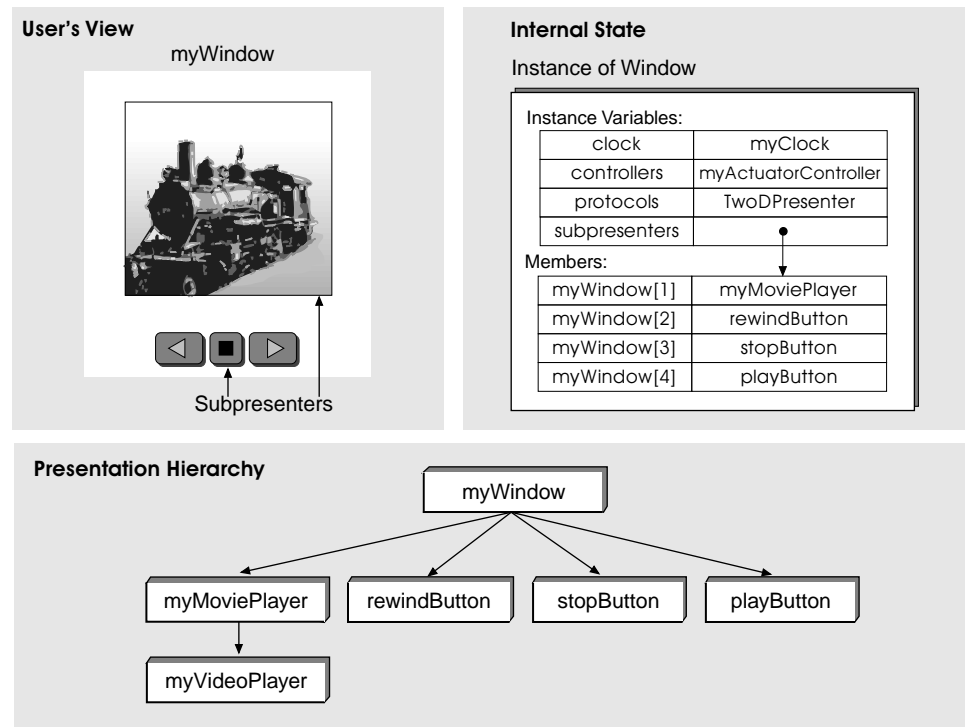 User's View
myWindow
Subpresenters
Internal State
Instance of Window
Instance Variables:
clock myClock
controllers myActuatorController
protocols TwoDPresenter
subpresenters
Members:
myWindow[1] myMoviePlayer
myWindow[2] rewindButton
myWindow[3] stopButton
myWindow[4] playButton
Presentation Hierarchy
myWindow
myMoviePlayer rewindButton stopButton playButton
myVideoPlayer